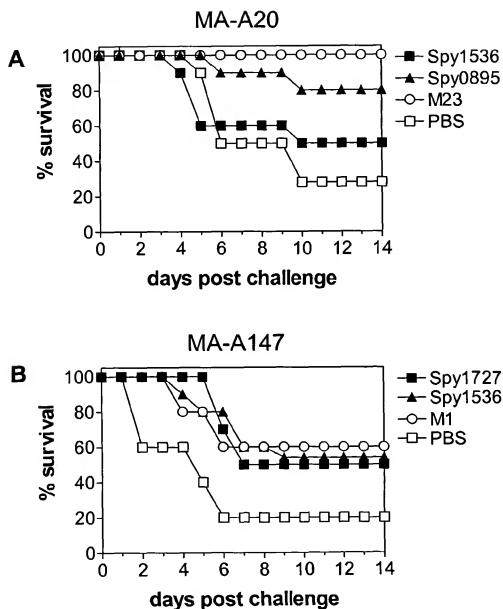 MA-A20
A
% survival
100
80
60
40
20
0
0 2 4 6 8 10 12 14
days post challenge
Spy1536
Spy0895
M23
PBS
MA-A147
B
% survival
100
80
60
40
20
0
0 2 4 6 8 10 12 14
days post challenge
Spy1727
Spy1536
M1
PBS